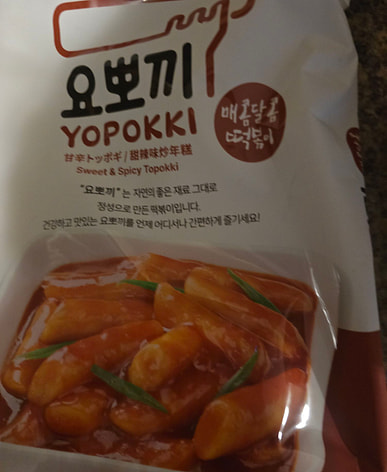 요뽀끼
YOPOKKI
매콤달콤
떡볶이
甘辛トッポギ / 甜辣味炒年糕
Sweet & Spicy Topokki
"요뽀끼" 는 자연의 좋은 재료 그대로
정성으로 만든 떡볶이입니다.
건강하고 맛있는 요뽀끼를 언제 어디서나 간편하게 즐기세요!